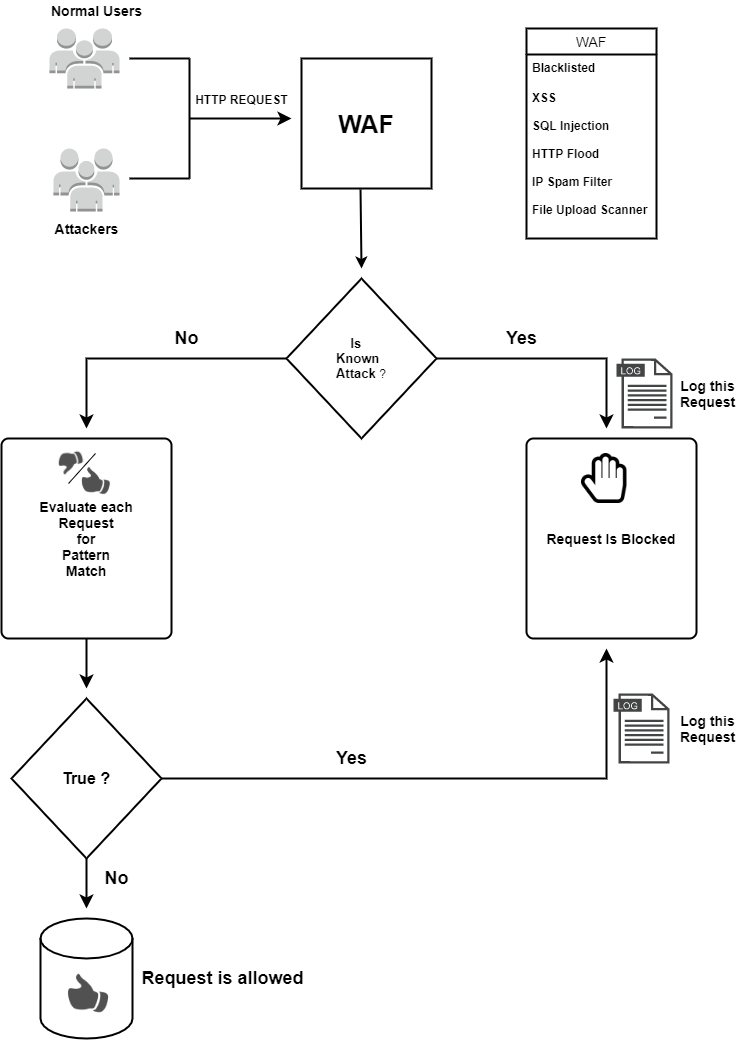 Normal Users
HTTP REQUEST
WAF
Attackers
WAF
Blacklisted
XSS
SQL Injection
HTTP Flood
IP Spam Filter
File Upload Scanner
Is
Known
Attack ?
No
Yes
LOG
Log this
Request
Evaluate each
Request
for
Pattern
Match
Request Is Blocked
LOG
Log this
Request
True ?
Yes
No
Request is allowed